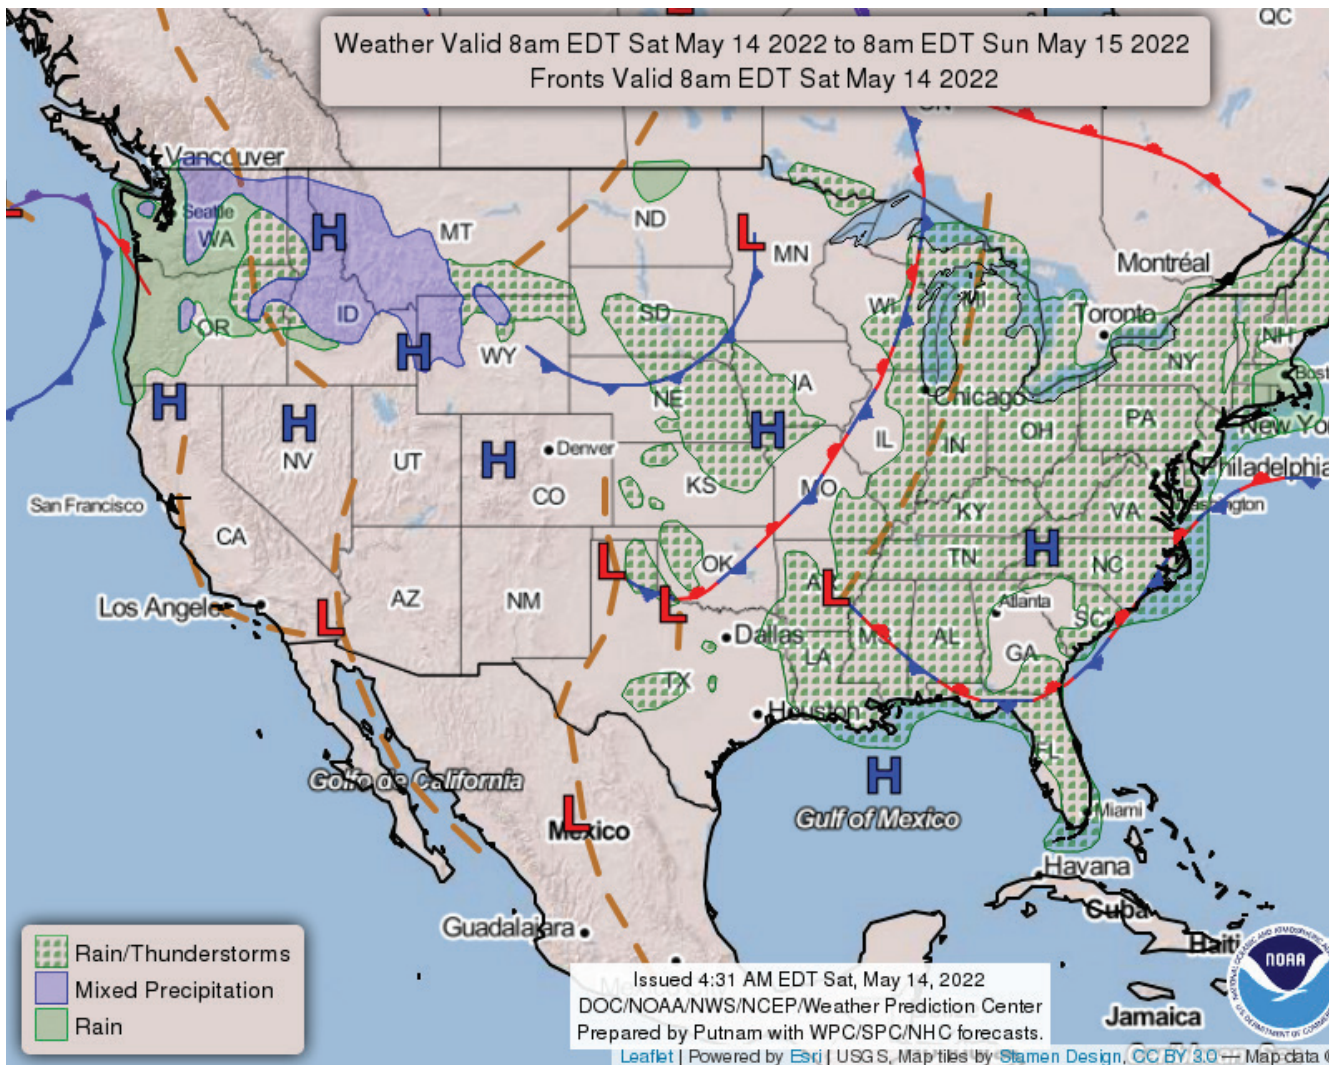 QC
Weather Valid 8am EDT Sat May 14 2022 to 8am EDT Sun May 15 2022
Fronts Valid 8am EDT Sat May 14 2022
Vancouver
Seattle
WA
H
MT
ND
L
MN
Montréal
OR
ID
H
WY
SD
WI
MI
Toronto
NH
NY
H
H
NV
UT
H
Denver
CO
NE
IA
H
IL
Chicago
IN
OH
PA
New
Philadelphia
San Francisco
CA
KS
MO
KY
VA
L
OK
TN
H
NC
Los Angeles
L
AZ
NM
L
L
Atlanta
SC
Dallas
LA
MS
AL
GA
TX
Houston
FL
Golfo de California
H
Gulf of Mexico
Miami
L
Mexico
Havana
Cuba
Haiti
Guadalajara
Rain/Thunderstorms
Mixed Precipitation
Rain
Issued 4:31 AM EDT Sat, May 14, 2022
DOC/NOAA/NWS/NCEP/Weather Prediction Center
Prepared by Putnam with WPC/SPC/NHC forecasts.
NOAA
Jamaica
Leaflet | Powered by Esri | USGS, Map tiles by Stamen Design, CC BY 3.0 — Map data ©